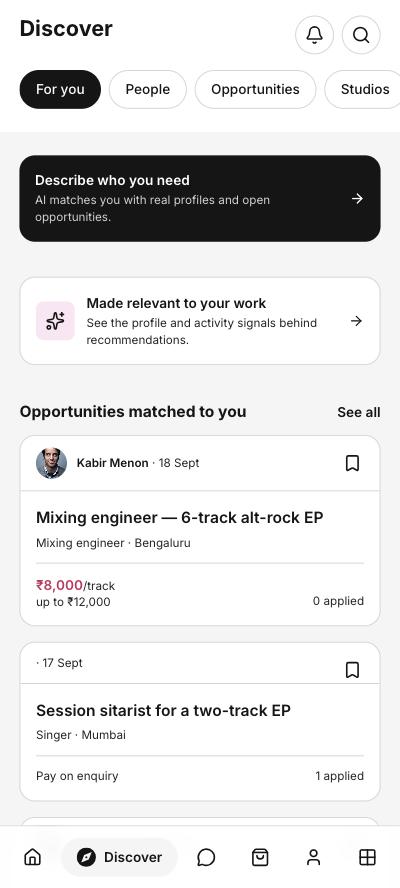 Discover
For you
People
Opportunities
Studios
Describe who you need
AI matches you with real profiles and open
opportunities.
Made relevant to your work
See the profile and activity signals behind
recommendations.
Opportunities matched to you
See all
Kabir Menon · 18 Sept
Mixing engineer — 6-track alt-rock EP
Mixing engineer · Bengaluru
₹8,000/track
up to ₹12,000
0 applied
· 17 Sept
Session sitarist for a two-track EP
Singer · Mumbai
Pay on enquiry
1 applied
Discover